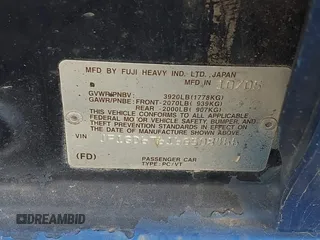 MFD BY FUJI HEAVY IND. LTD. JAPAN
MFD IN
GVWR/PNBV: 3920LB(1778KG)
GAWR/PNBE: FRONT-2070LB( 939KG)
REAR -2000LB( 907KG)
THIS VEHICLE CONFORMS TO ALL APPLICABLE
FEDERAL MOTOR VEHICLE SAFETY, BUMPER, AND
THEFT PREVENTION STANDARDS IN EFFECT ON
THE DATE OF MANUFACTURE SHOWN ABOVE.
VIN
(FD)
PASSENGER CAR
TYPE: PC/VT
DREAMBID